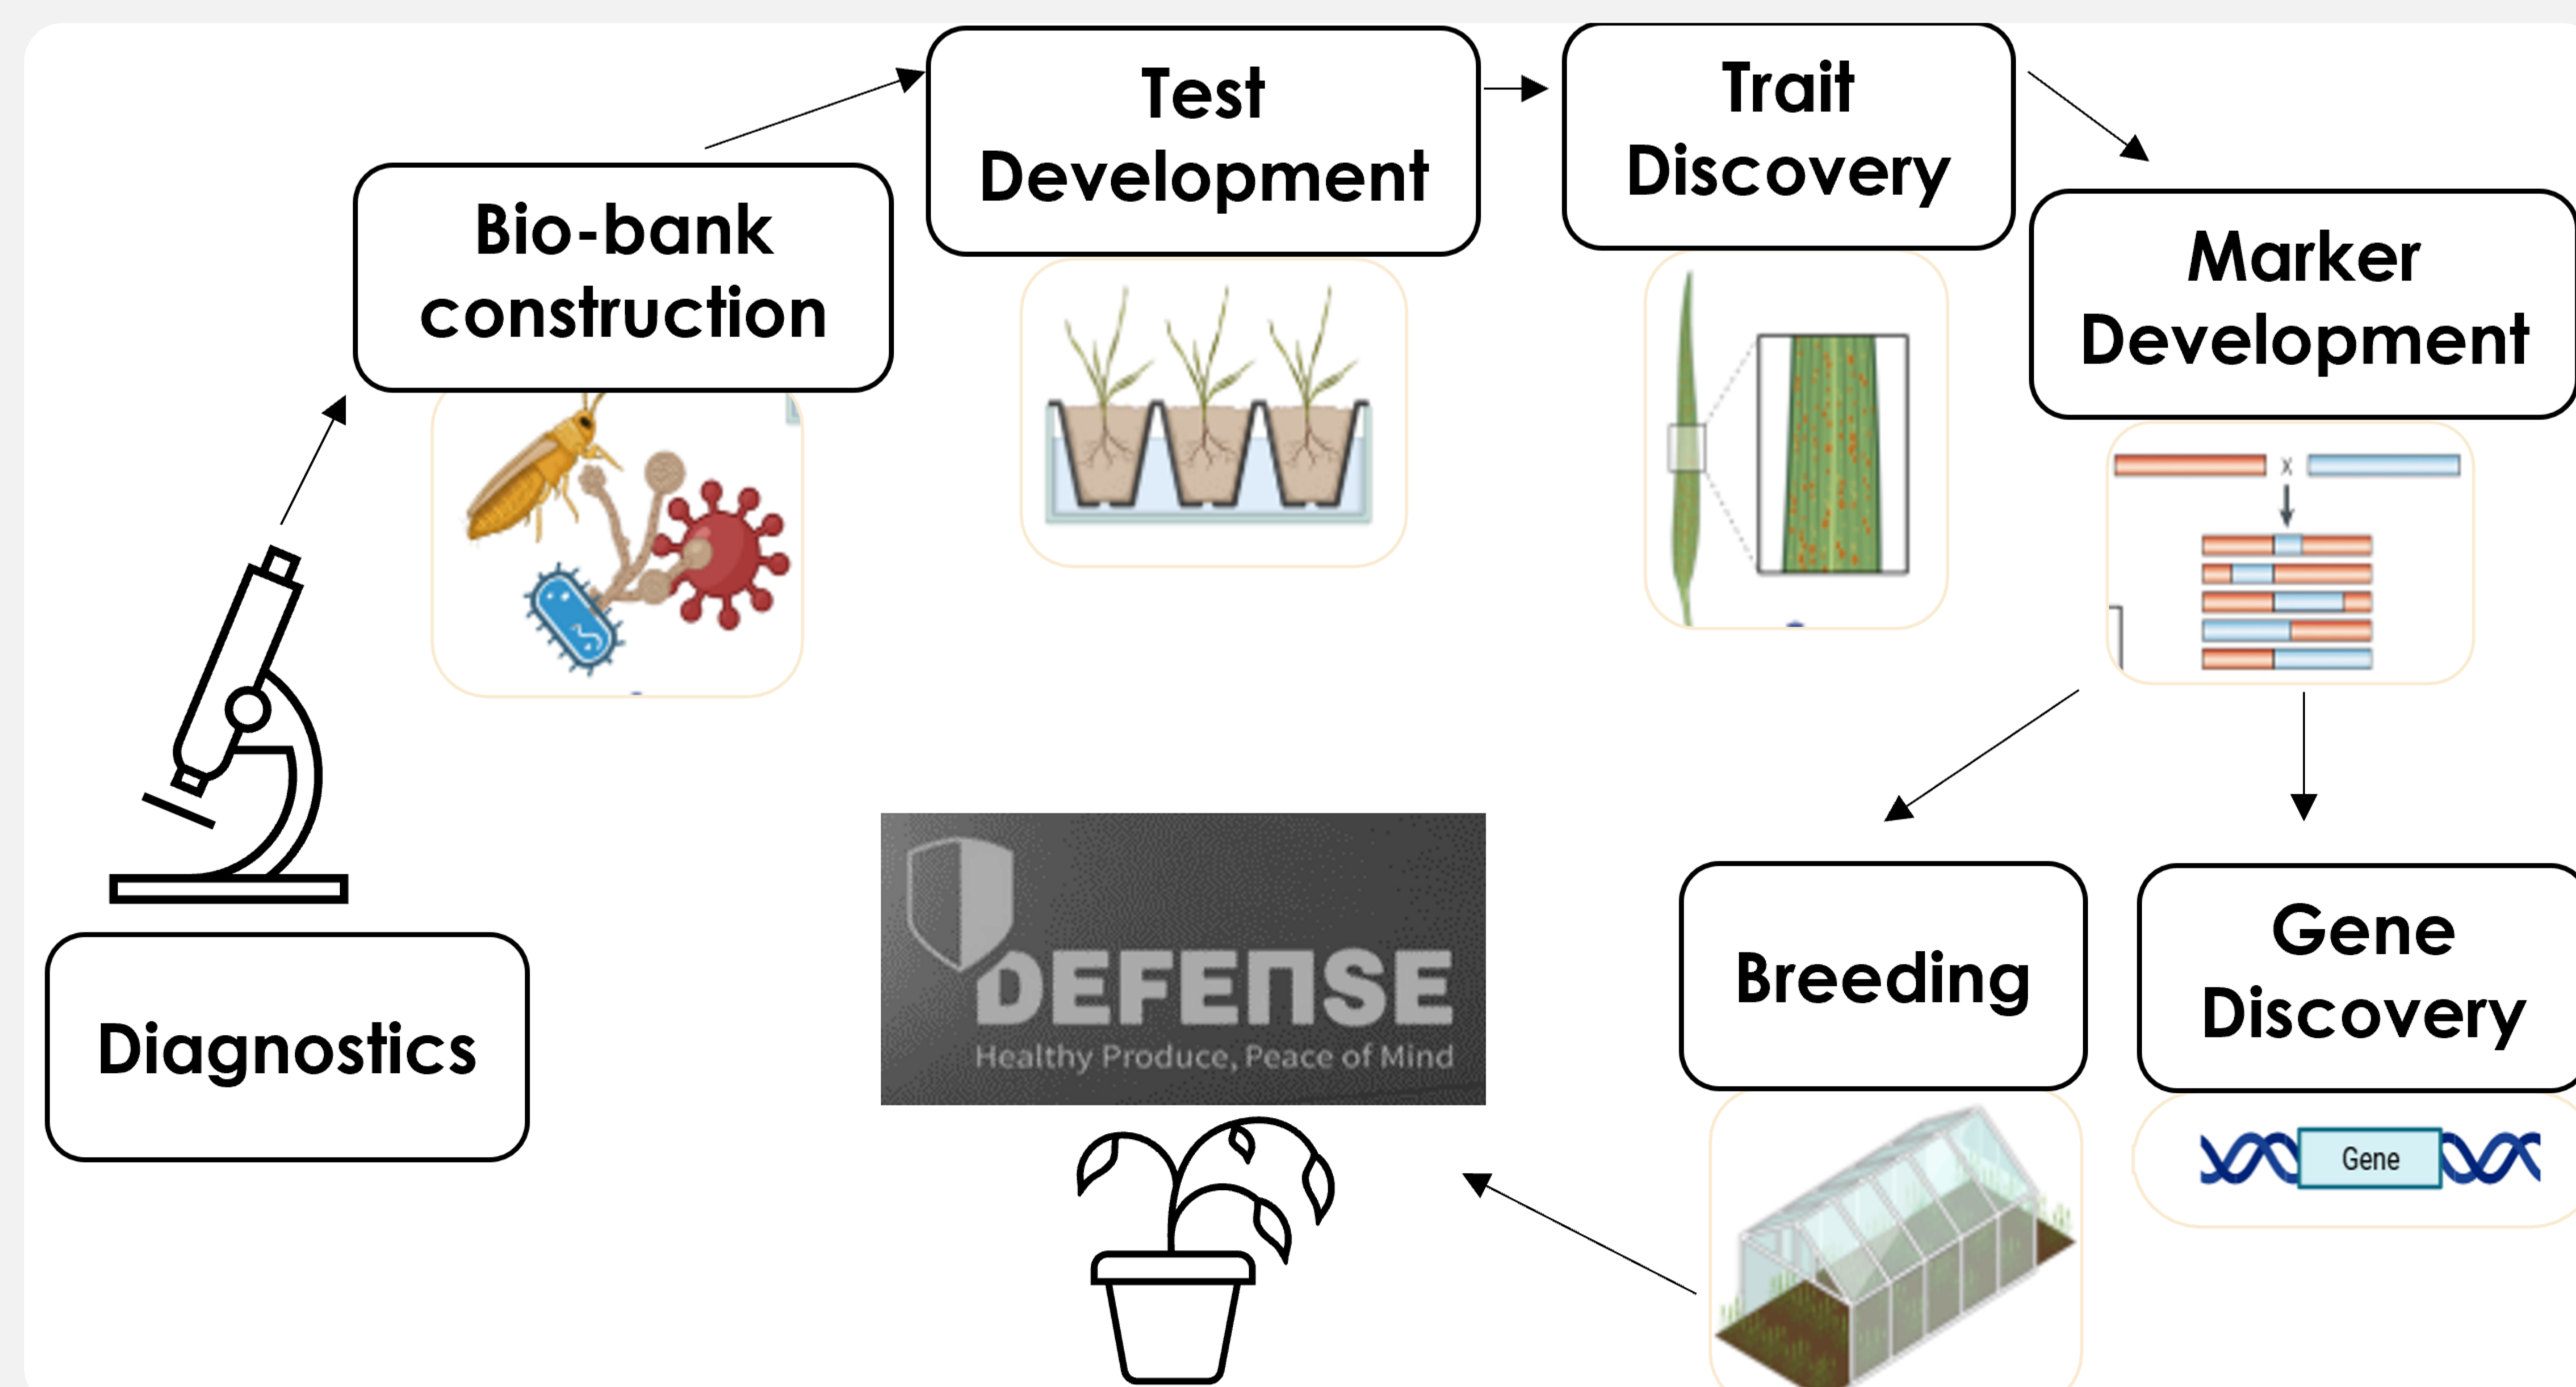 Test
Development
Trait
Discovery
Bio-bank
construction
Marker
Development
X
DEFENSE
Healthy Produce, Peace of Mind
Breeding
Gene
Discovery
Diagnostics
Gene